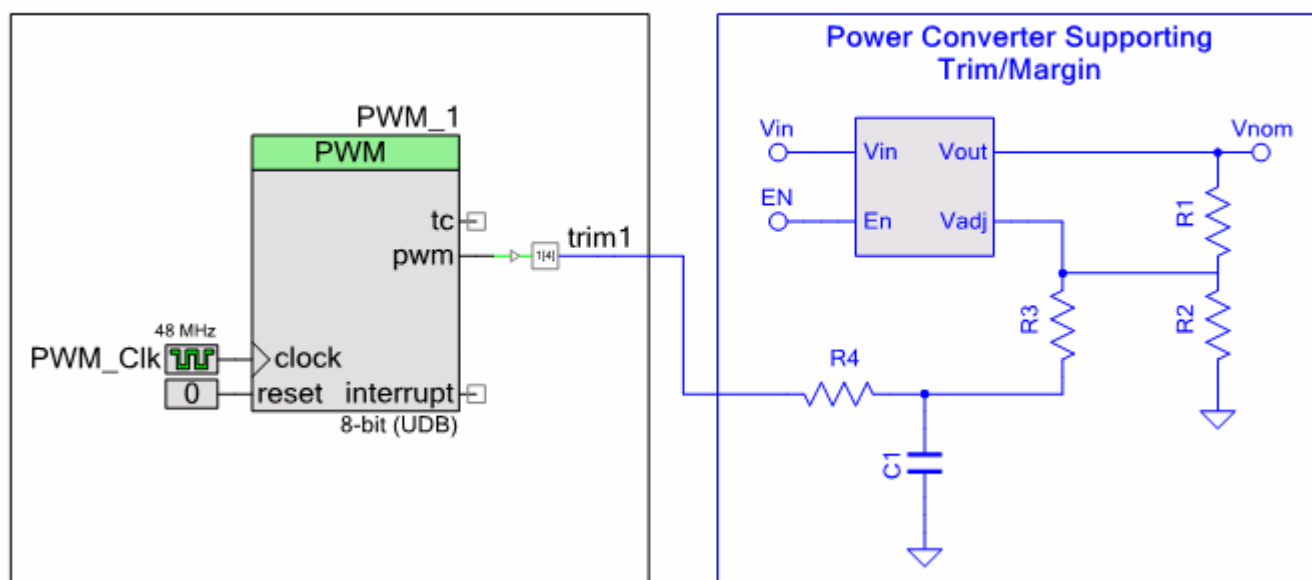 PWM_1
PWM
tc
pwm
1[4]
trim1
48 MHz
PWM_Clk
clock
0
reset
interrupt
8-bit (UDB)
Power Converter Supporting
Trim/Margin
Vin
Vin
Vout
Vnom
EN
En
Vadj
R1
R3
R2
R4
C1